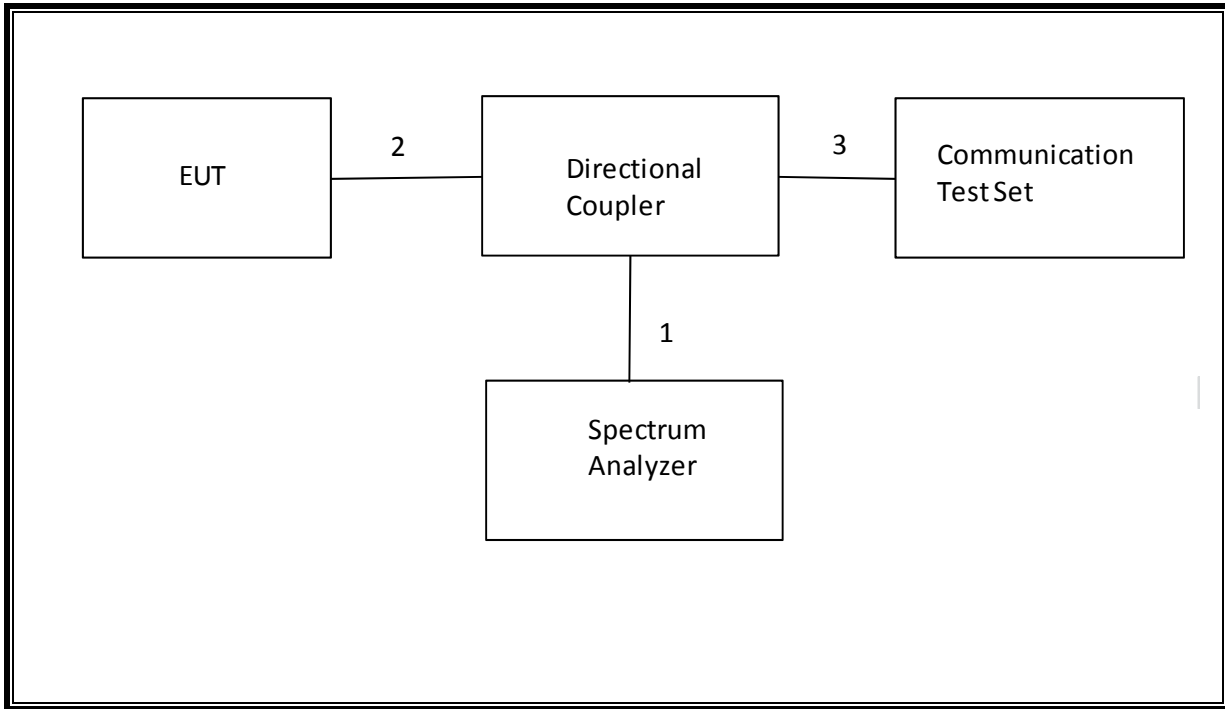 EUT
2
Directional
Coupler
3
Communication
Test Set
1
Spectrum
Analyzer